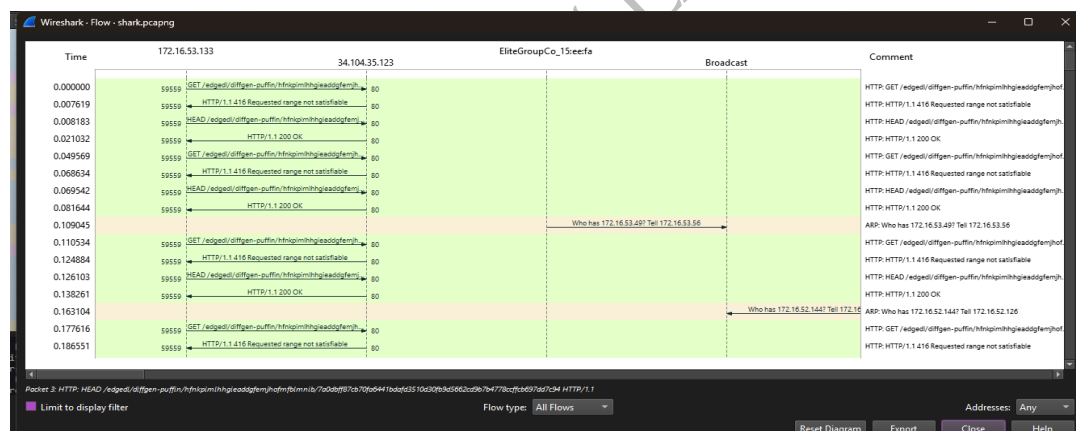 Wireshark · Flow · shark.pcapng
Time 172.16.53.133 34.104.35.123 EliteGroupCo_15:ee:fa Broadcast Comment
0.000000 59559 GET /edgedl/diffgen-puffin/hfnkpimlhhgieaddgfemjh... 80 HTTP: GET /edgedl/diffgen-puffin/hfnkpimlhhgieaddgfemjhof...
0.007619 59559 HTTP/1.1 416 Requested range not satisfiable 80 HTTP: HTTP/1.1 416 Requested range not satisfiable
0.008183 59559 HEAD /edgedl/diffgen-puffin/hfnkpimlhhgieaddgfemj... 80 HTTP: HEAD /edgedl/diffgen-puffin/hfnkpimlhhgieaddgfemjh...
0.021032 59559 HTTP/1.1 200 OK 80 HTTP: HTTP/1.1 200 OK
0.049569 59559 GET /edgedl/diffgen-puffin/hfnkpimlhhgieaddgfemjh... 80 HTTP: GET /edgedl/diffgen-puffin/hfnkpimlhhgieaddgfemjhof...
0.068634 59559 HTTP/1.1 416 Requested range not satisfiable 80 HTTP: HTTP/1.1 416 Requested range not satisfiable
0.069542 59559 HEAD /edgedl/diffgen-puffin/hfnkpimlhhgieaddgfemj... 80 HTTP: HEAD /edgedl/diffgen-puffin/hfnkpimlhhgieaddgfemjh...
0.081644 59559 HTTP/1.1 200 OK 80 HTTP: HTTP/1.1 200 OK
0.109045 Who has 172.16.53.49? Tell 172.16.53.56 ARP: Who has 172.16.53.49? Tell 172.16.53.56
0.110534 59559 GET /edgedl/diffgen-puffin/hfnkpimlhhgieaddgfemjh... 80 HTTP: GET /edgedl/diffgen-puffin/hfnkpimlhhgieaddgfemjhof...
0.124884 59559 HTTP/1.1 416 Requested range not satisfiable 80 HTTP: HTTP/1.1 416 Requested range not satisfiable
0.126103 59559 HEAD /edgedl/diffgen-puffin/hfnkpimlhhgieaddgfemj... 80 HTTP: HEAD /edgedl/diffgen-puffin/hfnkpimlhhgieaddgfemjh...
0.138261 59559 HTTP/1.1 200 OK 80 HTTP: HTTP/1.1 200 OK
0.163104 Who has 172.16.52.144? Tell 172.16 ARP: Who has 172.16.52.144? Tell 172.16.52.126
0.177616 59559 GET /edgedl/diffgen-puffin/hfnkpimlhhgieaddgfemjh... 80 HTTP: GET /edgedl/diffgen-puffin/hfnkpimlhhgieaddgfemjhof...
0.186551 59559 HTTP/1.1 416 Requested range not satisfiable 80 HTTP: HTTP/1.1 416 Requested range not satisfiable
Packet 3: HTTP: HEAD /edgedl/diffgen-puffin/hfnkpimlhhgieaddgfemjhofmfblmnib/ HTTP/1.1
Limit to display filter Flow type: All Flows Addresses: Any
Reset Diagram Export Close Help